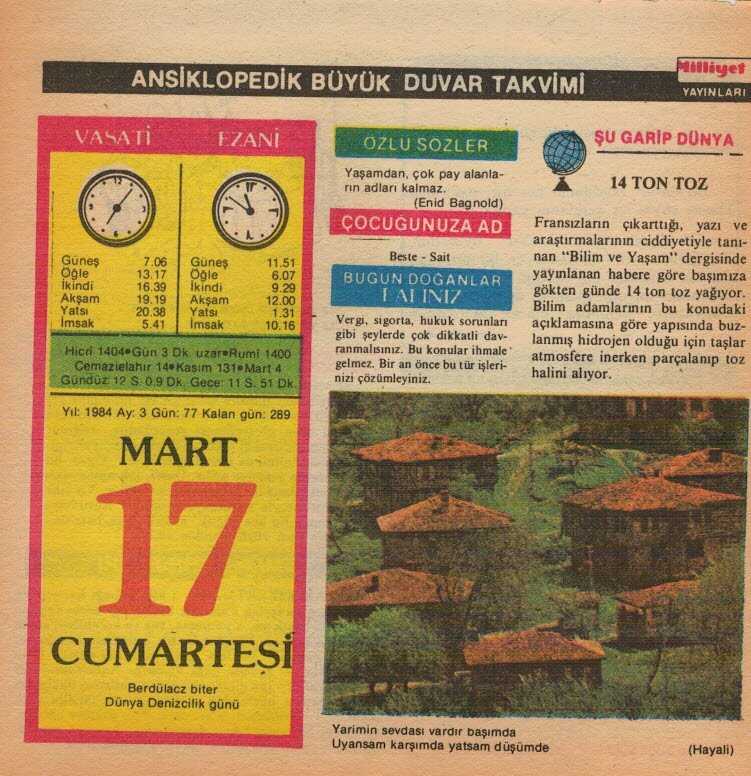 ANSİKLOPEDİK BÜYÜK DUVAR TAKVİMİ
Milliyet
YAYINLARI
VASATİ EZANİ
Güneş 7.06
Öğle 13.17
İkindi 16.39
Akşam 19.19
Yatsı 20.38
İmsak 5.41
Güneş 11.51
Öğle 6.07
İkindi 9.29
Akşam 12.00
Yatsı 1.31
İmsak 10.16
Hicri 1404•Gün 3 Dk. uzar•Rumi 1400
Cemazielahir 14•Kasım 131•Mart 4
Gündüz: 12 S. 0.9 Dk. Gece: 11 S. 51 Dk.
Yıl: 1984 Ay: 3 Gün: 77 Kalan gün: 289
MART
17
CUMARTESİ
Berdülacz biter
Dünya Denizcilik günü
ÖZLÜ SÖZLER
Yaşamdan, çok pay alanla-
rın adları kalmaz.
(Enid Bagnold)
ÇOCUĞUNUZA AD
Beste - Sait
BUGÜN DOĞANLAR
FALINIZ
Vergi, sigorta, hukuk sorunları
gibi şeylerde çok dikkatli dav-
ranmalısınız. Bu konular ihmale
gelmez. Bir an önce bu tür işleri-
nizi çözümleyiniz.
ŞU GARİP DÜNYA
14 TON TOZ
Fransızların çıkarttığı, yazı ve
araştırmalarının ciddiyetiyle tanı-
nan "Bilim ve Yaşam" dergisinde
yayınlanan habere göre başımıza
gökten günde 14 ton toz yağıyor.
Bilim adamlarının bu konudaki
açıklamasına göre yapısında buz-
lanmış hidrojen olduğu için taşlar
atmosfere inerken parçalanıp toz
halini alıyor.
Yarimin sevdası vardır başımda
Uyansam karşımda yatsam düşümde
(Hayali)